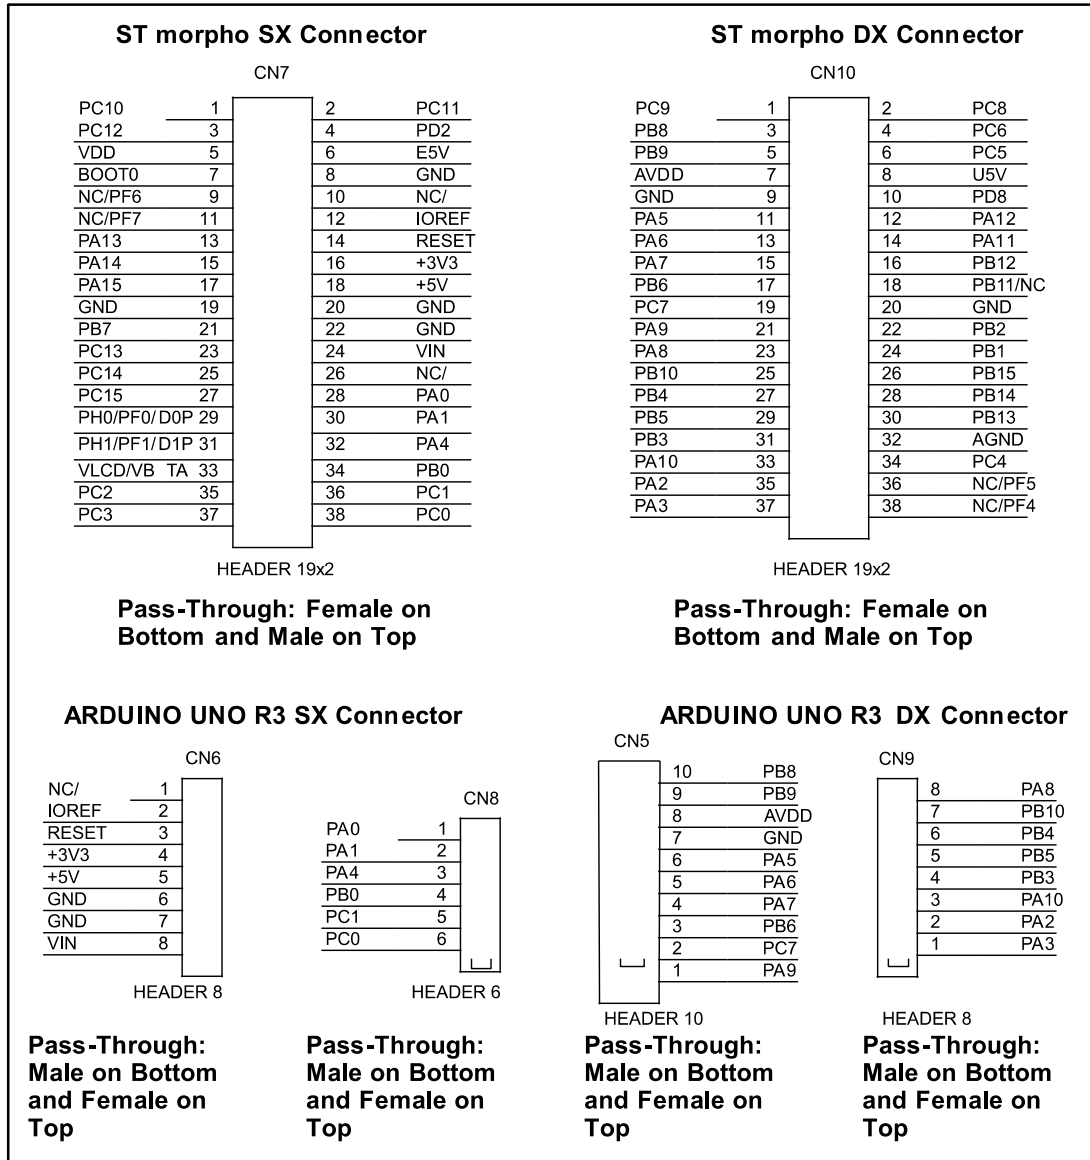 ST morpho SX Connector
CN7
PC10 1 2 PC11
PC12 3 4 PD2
VDD 5 6 E5V
BOOT0 7 8 GND
NC/PF6 9 10 NC/
NC/PF7 11 12 IOREF
PA13 13 14 RESET
PA14 15 16 +3V3
PA15 17 18 +5V
GND 19 20 GND
PB7 21 22 GND
PC13 23 24 VIN
PC14 25 26 NC/
PC15 27 28 PA0
PH0/PF0/D0P 29 30 PA1
PH1/PF1/D1P 31 32 PA4
VLCD/VB TA 33 34 PB0
PC2 35 36 PC1
PC3 37 38 PC0
HEADER 19x2
Pass-Through: Female on
Bottom and Male on Top
ST morpho DX Connector
CN10
PC9 1 2 PC8
PB8 3 4 PC6
PB9 5 6 PC5
AVDD 7 8 U5V
GND 9 10 PD8
PA5 11 12 PA12
PA6 13 14 PA11
PA7 15 16 PB12
PB6 17 18 PB11/NC
PC7 19 20 GND
PA9 21 22 PB2
PA8 23 24 PB1
PB10 25 26 PB15
PB4 27 28 PB14
PB5 29 30 PB13
PB3 31 32 AGND
PA10 33 34 PC4
PA2 35 36 NC/PF5
PA3 37 38 NC/PF4
HEADER 19x2
Pass-Through: Female on
Bottom and Male on Top
ARDUINO UNO R3 SX Connector
CN6
NC/ 1
IOREF 2
RESET 3
+3V3 4
+5V 5
GND 6
GND 7
VIN 8
HEADER 8
Pass-Through:
Male on Bottom
and Female on
Top
CN8
PA0 1
PA1 2
PA4 3
PB0 4
PC1 5
PC0 6
HEADER 6
Pass-Through:
Male on Bottom
and Female on
Top
ARDUINO UNO R3 DX Connector
CN5
10 PB8
9 PB9
8 AVDD
7 GND
6 PA5
5 PA6
4 PA7
3 PB6
2 PC7
1 PA9
HEADER 10
Pass-Through:
Male on Bottom
and Female on
Top
CN9
8 PA8
7 PB10
6 PB4
5 PB5
4 PB3
3 PA10
2 PA2
1 PA3
HEADER 8
Pass-Through:
Male on Bottom
and Female on
Top